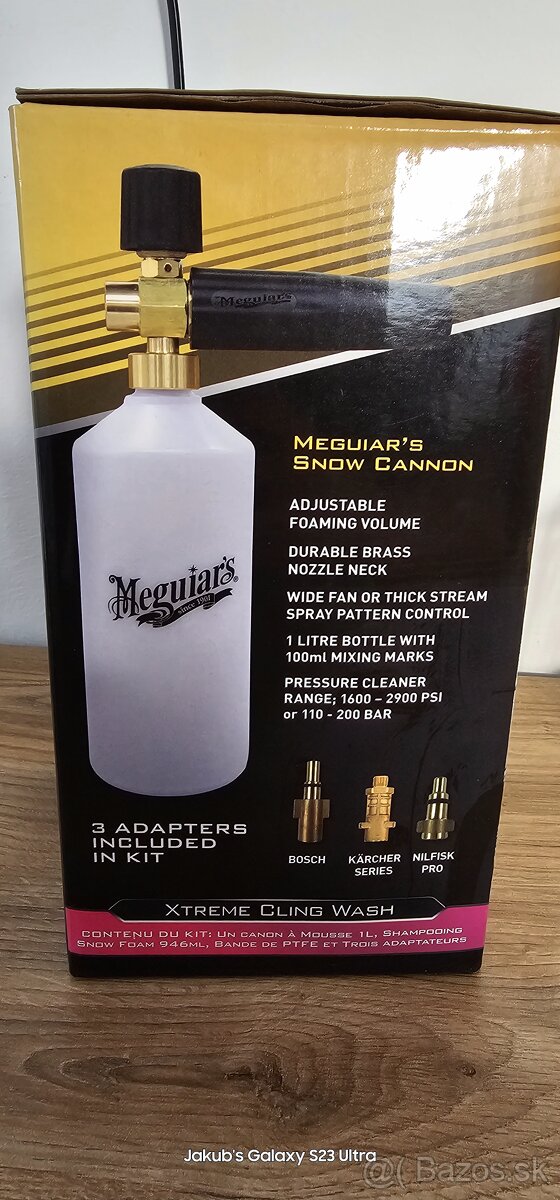 Meguiar's
MEGUIAR'S
SNOW CANNON
ADJUSTABLE
FOAMING VOLUME
DURABLE BRASS
NOZZLE NECK
WIDE FAN OR THICK STREAM
SPRAY PATTERN CONTROL
1 LITRE BOTTLE WITH
100ml MIXING MARKS
PRESSURE CLEANER
RANGE; 1600 – 2900 PSI
or 110 - 200 BAR
Meguiar's®
since 1901
3 ADAPTERS
INCLUDED
IN KIT
BOSCH
KÄRCHER
SERIES
NILFISK
PRO
XTREME CLING WASH
CONTENU DU KIT: UN CANON À MOUSSE 1L, SHAMPOOING
SNOW FOAM 946ML, BANDE DE PTFE ET TROIS ADAPTATEURS
Jakub's Galaxy S23 Ultra
@( Bazos.sk